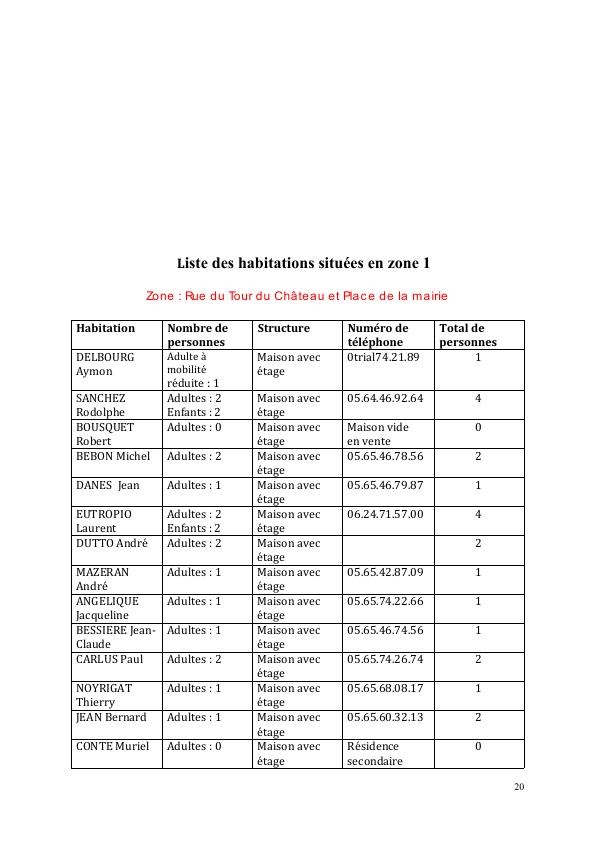 Liste des habitations situées en zone 1
Zone : Rue du Tour du Château et Place de la mairie
Habitation Nombre de personnes Structure Numéro de téléphone Total de personnes
DELBOURG Aymon Adulte à mobilité réduite : 1 Maison avec étage 0trial74.21.89 1
SANCHEZ Rodolphe Adultes : 2 Enfants : 2 Maison avec étage 05.64.46.92.64 4
BOUSQUET Robert Adultes : 0 Maison avec étage Maison vide en vente 0
BEBON Michel Adultes : 2 Maison avec étage 05.65.46.78.56 2
DANES Jean Adultes : 1 Maison avec étage 05.65.46.79.87 1
EUTROPIO Laurent Adultes : 2 Enfants : 2 Maison avec étage 06.24.71.57.00 4
DUTTO André Adultes : 2 Maison avec étage 2
MAZERAN André Adultes : 1 Maison avec étage 05.65.42.87.09 1
ANGELIQUE Jacqueline Adultes : 1 Maison avec étage 05.65.74.22.66 1
BESSIERE Jean-Claude Adultes : 1 Maison avec étage 05.65.46.74.56 1
CARLUS Paul Adultes : 2 Maison avec étage 05.65.74.26.74 2
NOYRIGAT Thierry Adultes : 1 Maison avec étage 05.65.68.08.17 1
JEAN Bernard Adultes : 1 Maison avec étage 05.65.60.32.13 2
CONTE Muriel Adultes : 0 Maison avec étage Résidence secondaire 0
20